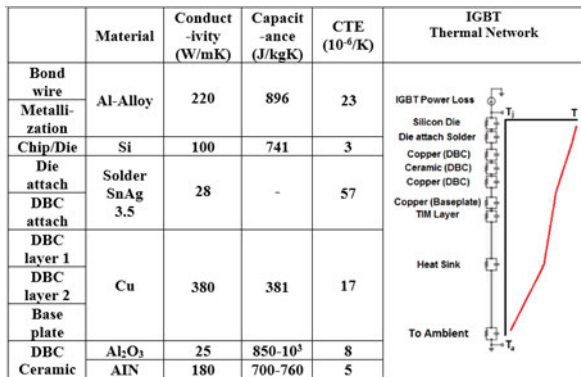 Material
Conduct
-ivity
(W/mK)
Capacit
-ance
(J/kgK)
CTE
(10⁻⁶/K)
IGBT
Thermal Network
Bond
wire
Metalli-
zation
Al-Alloy
220
896
23
Chip/Die
Si
100
741
3
Die
attach
DBC
attach
Solder
SnAg
3.5
28
-
57
DBC
layer 1
DBC
layer 2
Base
plate
Cu
380
381
17
DBC
Ceramic
Al₂O₃
25
850-10³
8
AIN
180
700-760
5
IGBT Power Loss
Tj
T
Silicon Die
Die attach Solder
Copper (DBC)
Ceramic (DBC)
Copper (DBC)
Copper (Baseplate)
TIM Layer
Heat Sink
To Ambient
Tₐ